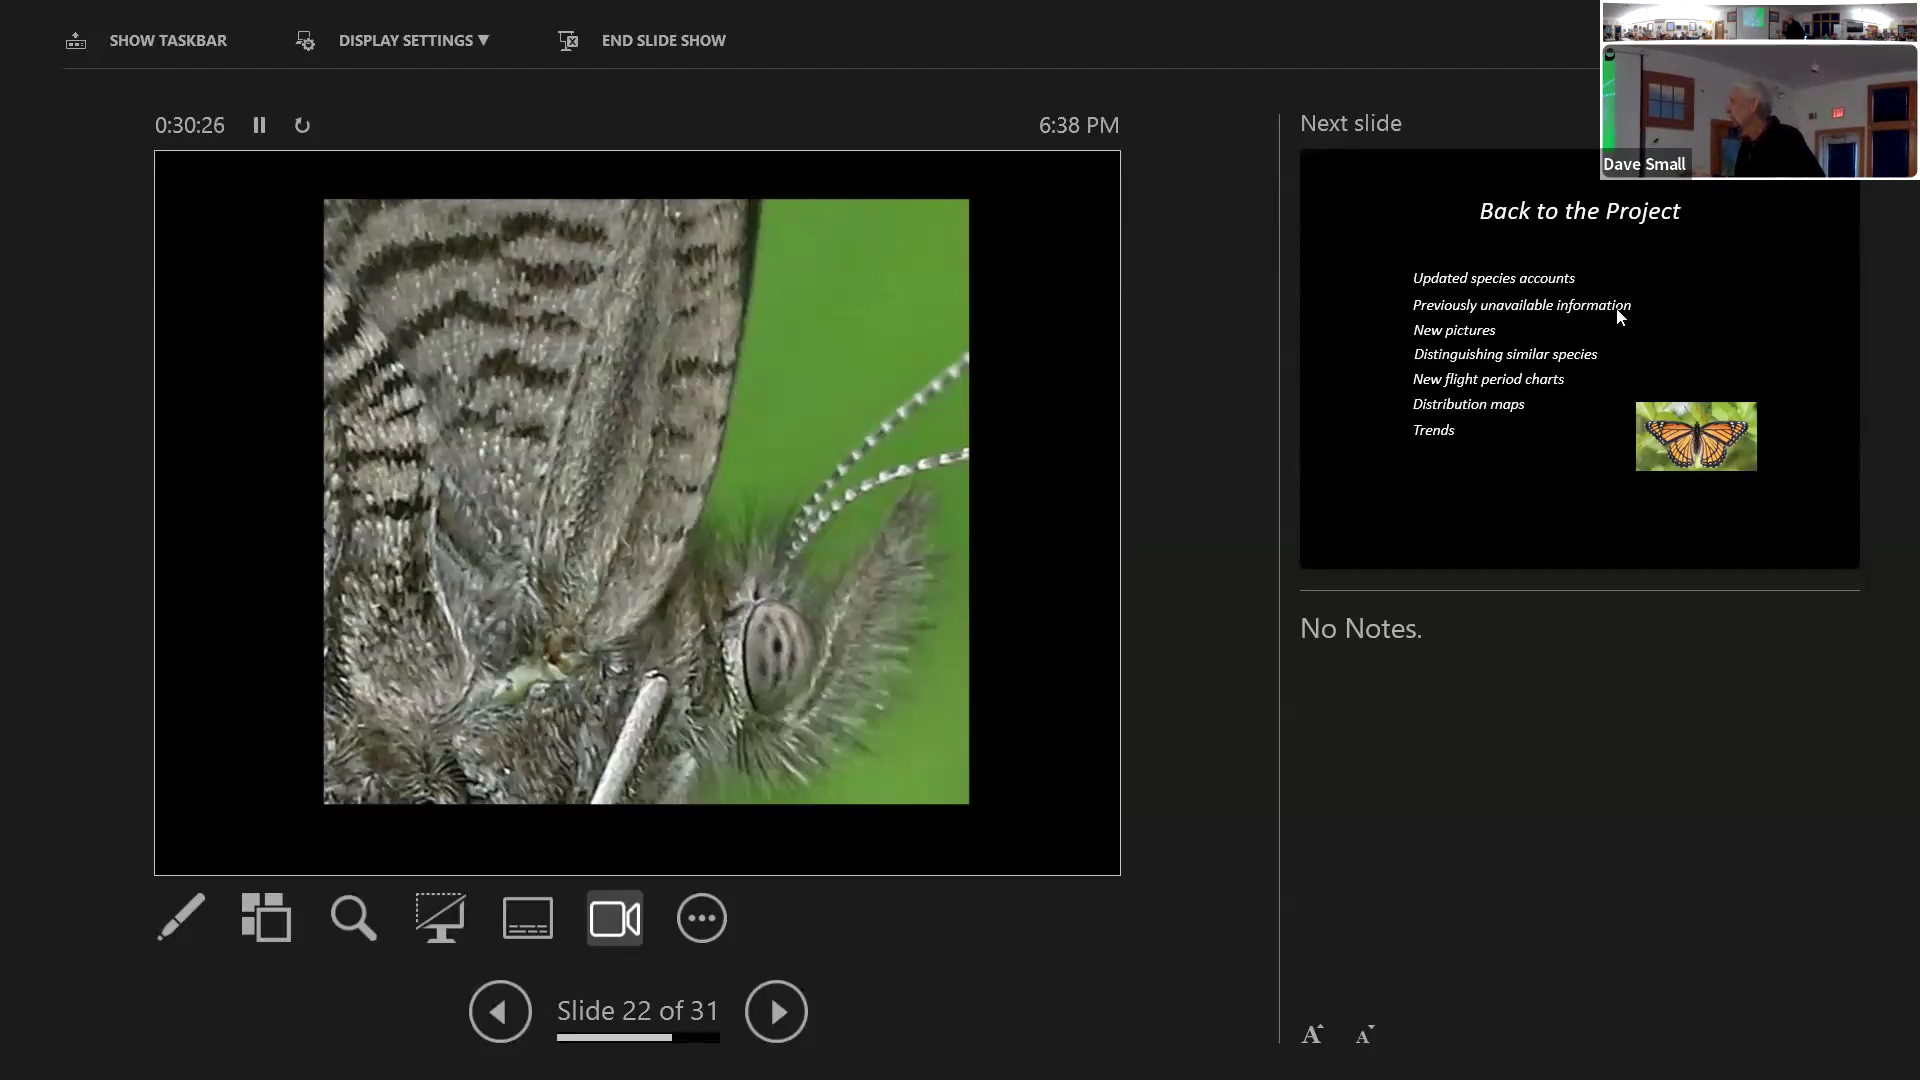 SHOW TASKBAR
DISPLAY SETTINGS ▼
END SLIDE SHOW
0:30:26
6:38 PM
Next slide
Dave Small
Back to the Project
Updated species accounts
Previously unavailable information
New pictures
Distinguishing similar species
New flight period charts
Distribution maps
Trends
No Notes.
Slide 22 of 31
A A